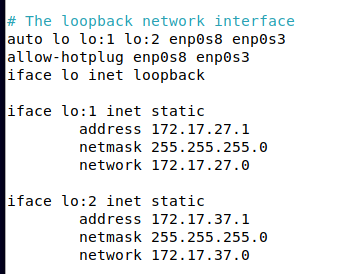 # The loopback network interface
auto lo lo:1 lo:2 enp0s8 enp0s3
allow-hotplug enp0s8 enp0s3
iface lo inet loopback

iface lo:1 inet static
        address 172.17.27.1
        netmask 255.255.255.0
        network 172.17.27.0

iface lo:2 inet static
        address 172.17.37.1
        netmask 255.255.255.0
        network 172.17.37.0